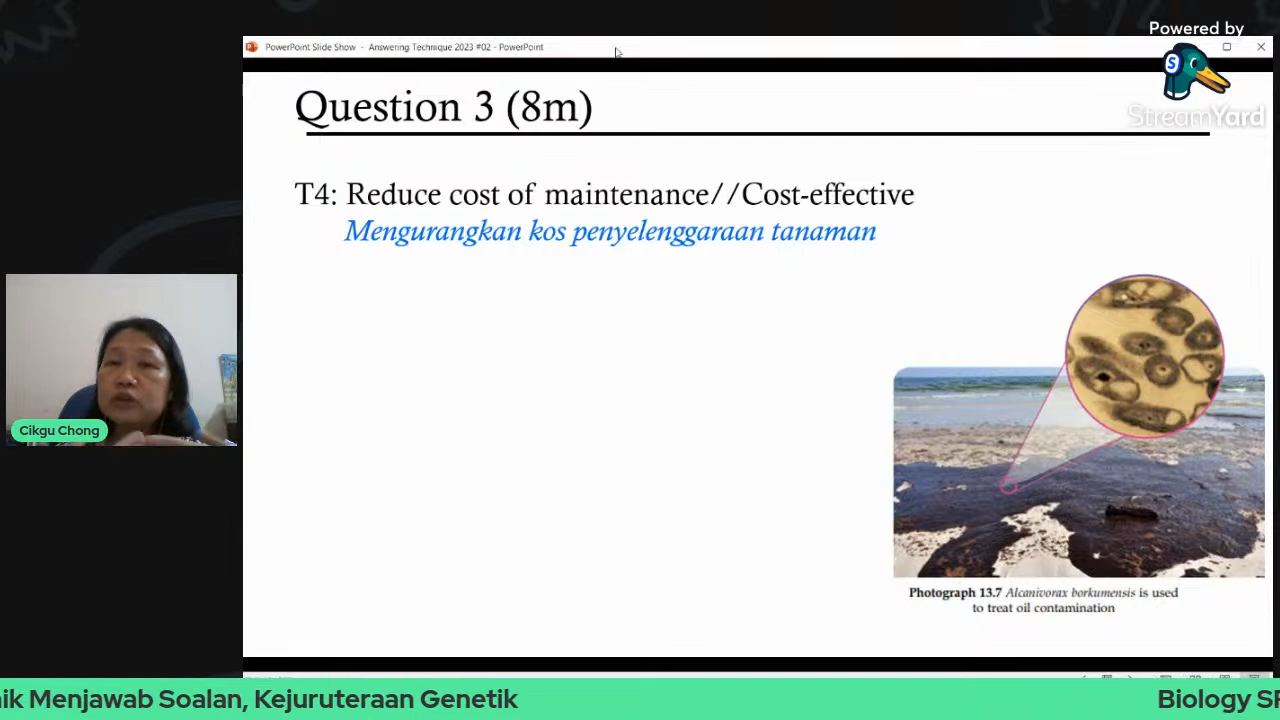 Powered by
StreamYard
PowerPoint Slide Show - Answering Technique 2023 #02 - PowerPoint
Question 3 (8m)
T4: Reduce cost of maintenance//Cost-effective
Mengurangkan kos penyelenggaraan tanaman
Cikgu Chong
Photograph 13.7 Alcanivorax borkumensis is used
to treat oil contamination
ik Menjawab Soalan, Kejuruteraan Genetik
Biology SP